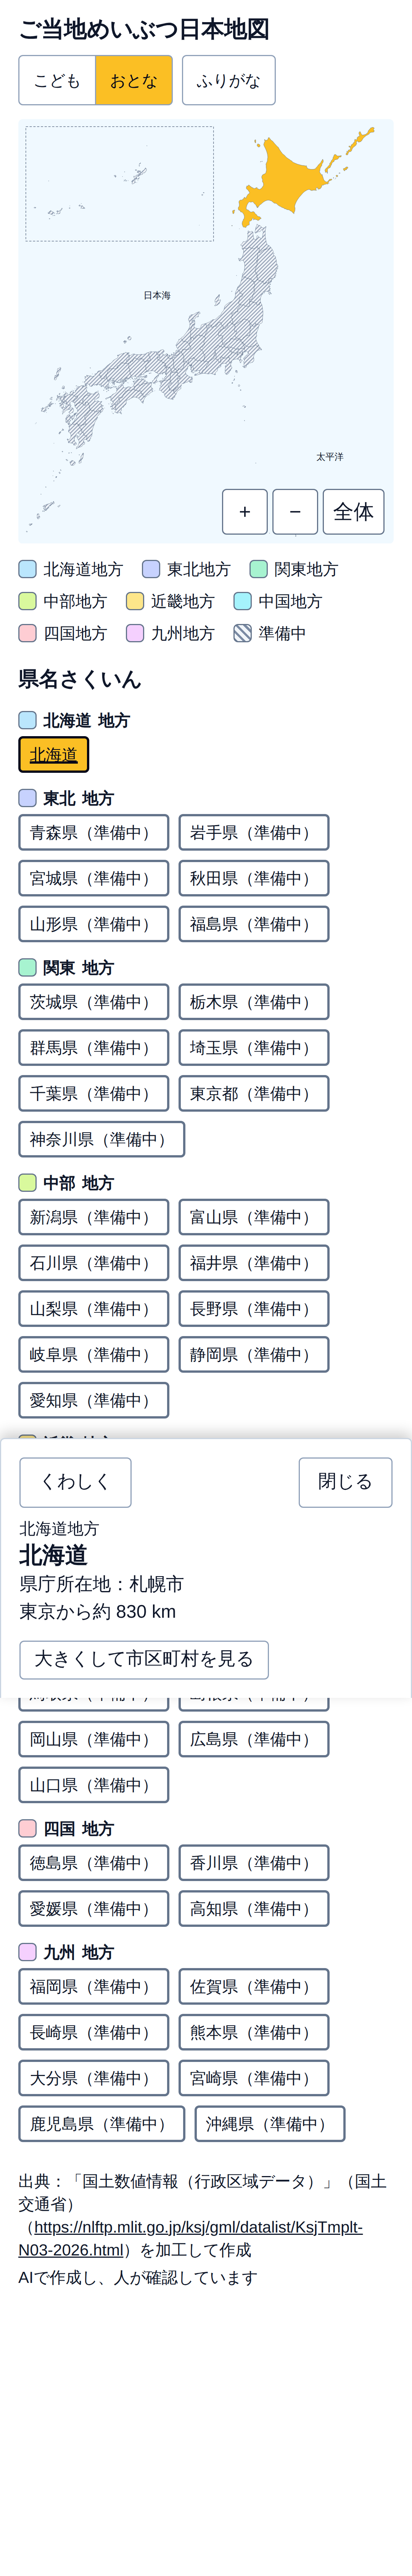 ご当地めいぶつ日本地図
こども
おとな
ふりがな
日本海
太平洋
+
−
全体
北海道地方
東北地方
関東地方
中部地方
近畿地方
中国地方
四国地方
九州地方
準備中
県名さくいん
北海道 地方
北海道
東北 地方
青森県（準備中）
岩手県（準備中）
宮城県（準備中）
秋田県（準備中）
山形県（準備中）
福島県（準備中）
関東 地方
茨城県（準備中）
栃木県（準備中）
群馬県（準備中）
埼玉県（準備中）
千葉県（準備中）
東京都（準備中）
神奈川県（準備中）
中部 地方
新潟県（準備中）
富山県（準備中）
石川県（準備中）
福井県（準備中）
山梨県（準備中）
長野県（準備中）
岐阜県（準備中）
静岡県（準備中）
愛知県（準備中）
くわしく
閉じる
北海道地方
北海道
県庁所在地：札幌市
東京から約 830 km
大きくして市区町村を見る
岡山県（準備中）
広島県（準備中）
山口県（準備中）
四国 地方
徳島県（準備中）
香川県（準備中）
愛媛県（準備中）
高知県（準備中）
九州 地方
福岡県（準備中）
佐賀県（準備中）
長崎県（準備中）
熊本県（準備中）
大分県（準備中）
宮崎県（準備中）
鹿児島県（準備中）
沖縄県（準備中）
出典：「国土数値情報（行政区域データ）」（国土
交通省）
（https://nlftp.mlit.go.jp/ksj/gml/datalist/KsjTmplt-
N03-2026.html）を加工して作成
AIで作成し、人が確認しています